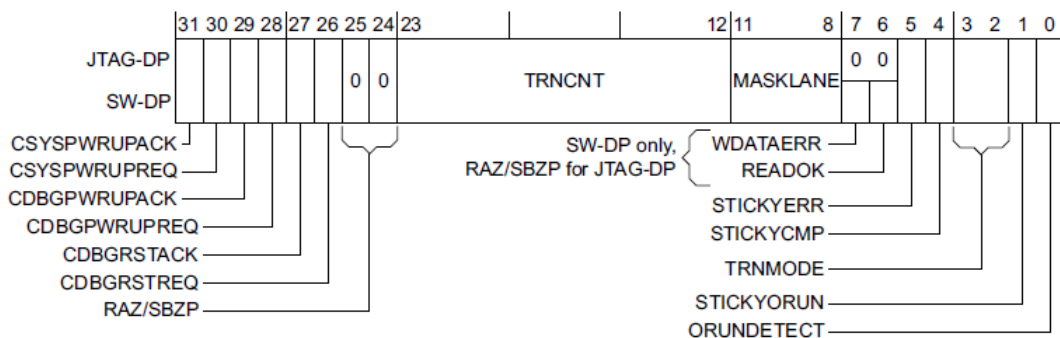 31 30 29 28 27 26 25 24 23 12 11 8 7 6 5 4 3 2 1 0
JTAG-DP
0 0
0 0 TRNCNT MASKLANE
SW-DP
CSYSPWRUPACK
CSYSPWRUPREQ
CDBGPWRUPACK
CDBGPWRUPREQ
CDBGRSTACK
CDBGRSTREQ
RAZ/SBZP
SW-DP only,
RAZ/SBZP for JTAG-DP
WDATAERR
READOK
STICKYERR
STICKYCMP
TRNMODE
STICKYORUN
ORUNDETECT